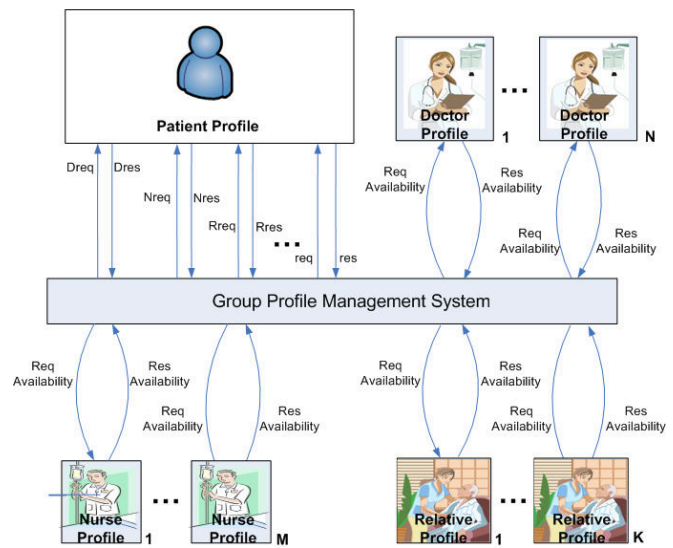 Patient Profile
Doctor
Profile
1
...
Doctor
Profile
N
Dreq
Dres
Nreq
Nres
Rreq
Rres
...
req
res
Req
Availability
Res
Availability
Req
Availability
Res
Availability
Group Profile Management System
Req
Availability
Res
Availability
Req
Availability
Res
Availability
Req
Availability
Res
Availability
Req
Availability
Res
Availability
Nurse
Profile
1
...
Nurse
Profile
M
Relative
Profile
1
...
Relative
Profile
K